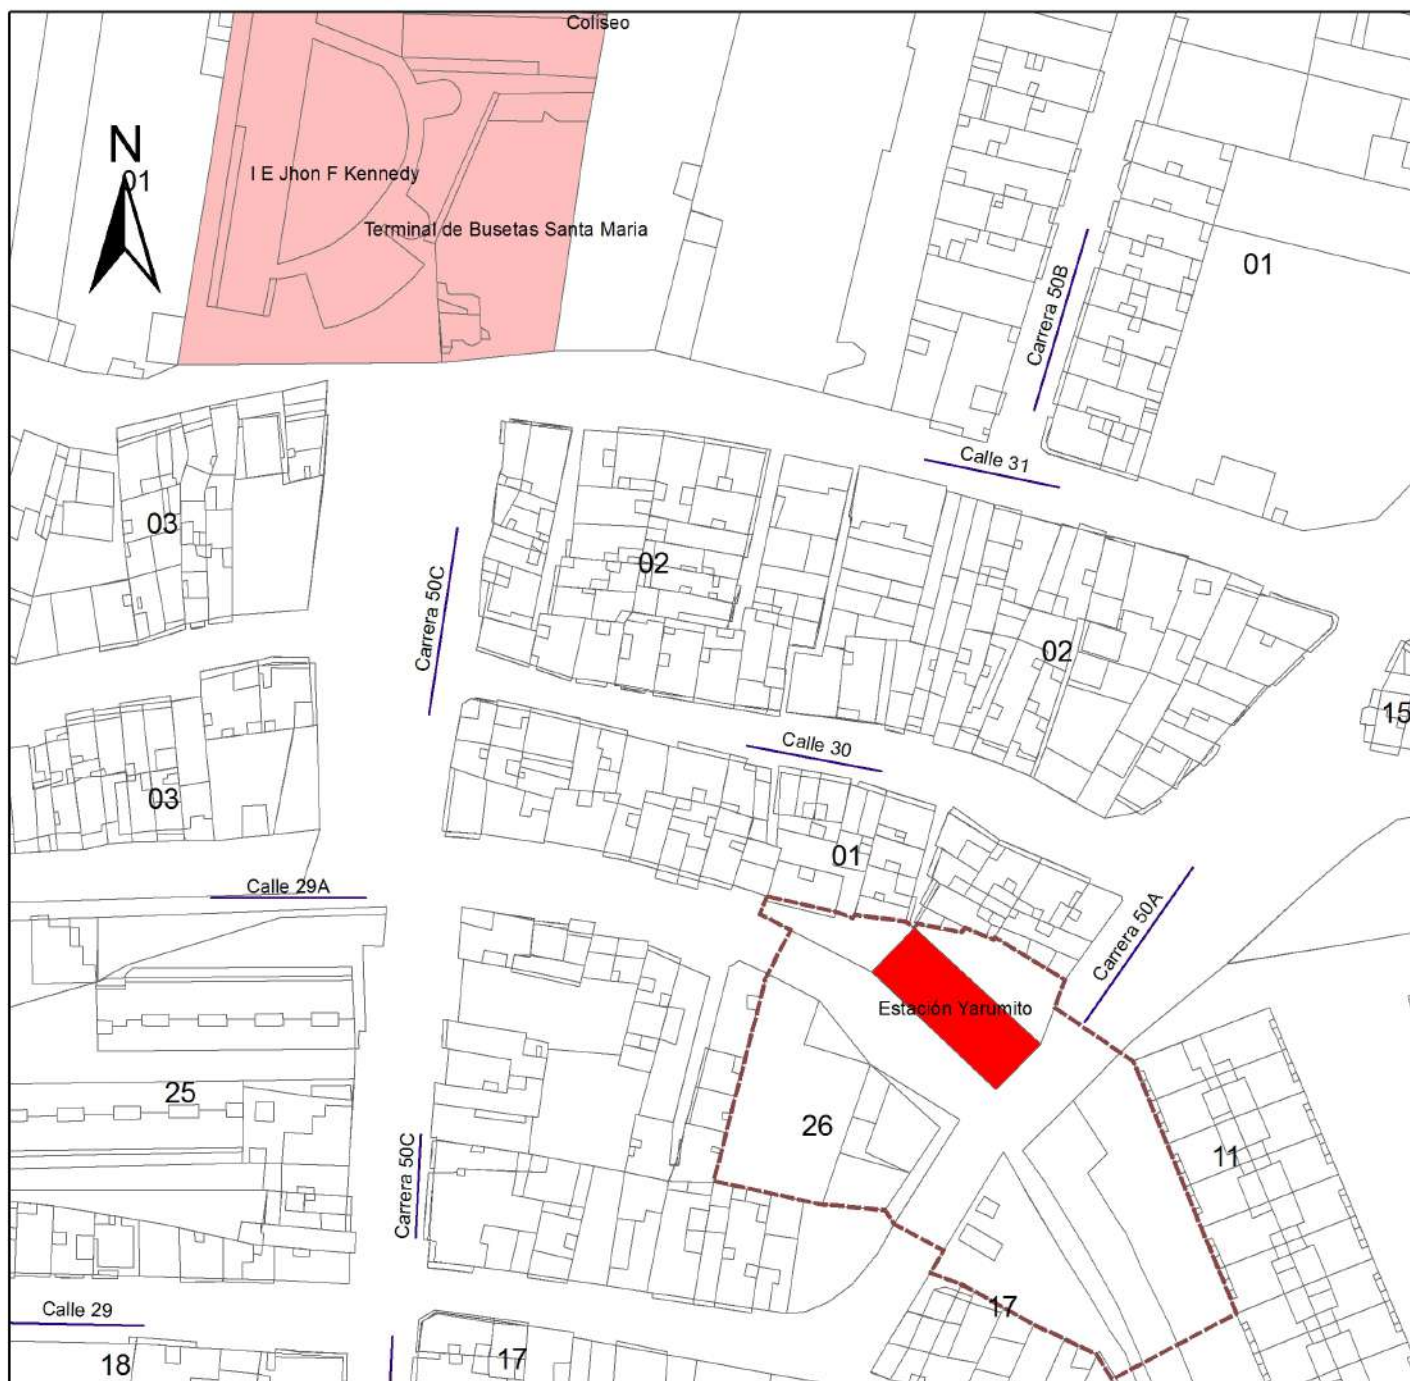 Coliseo
N
01
I E Jhon F Kennedy
Terminal de Busetas Santa Maria
01
Carrera 50B
Calle 31
03
02
Carrera 50C
02
15
Calle 30
03
01
Calle 29A
Carrera 50A
Estación Yarumito
25
26
11
Carrera 50C
17
Calle 29
18
17